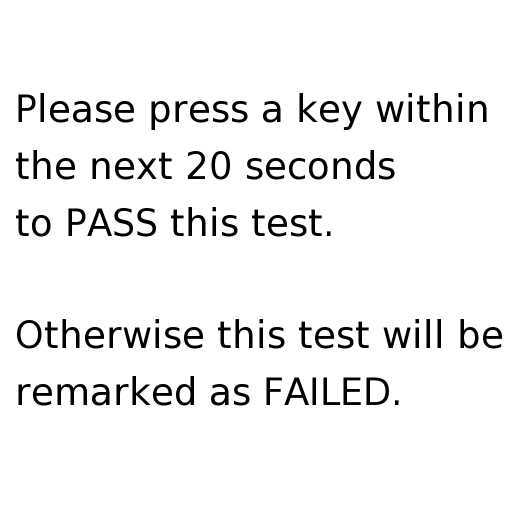 Please press a key within
the next 20 seconds
to PASS this test.
Otherwise this test will be
remarked as FAILED.